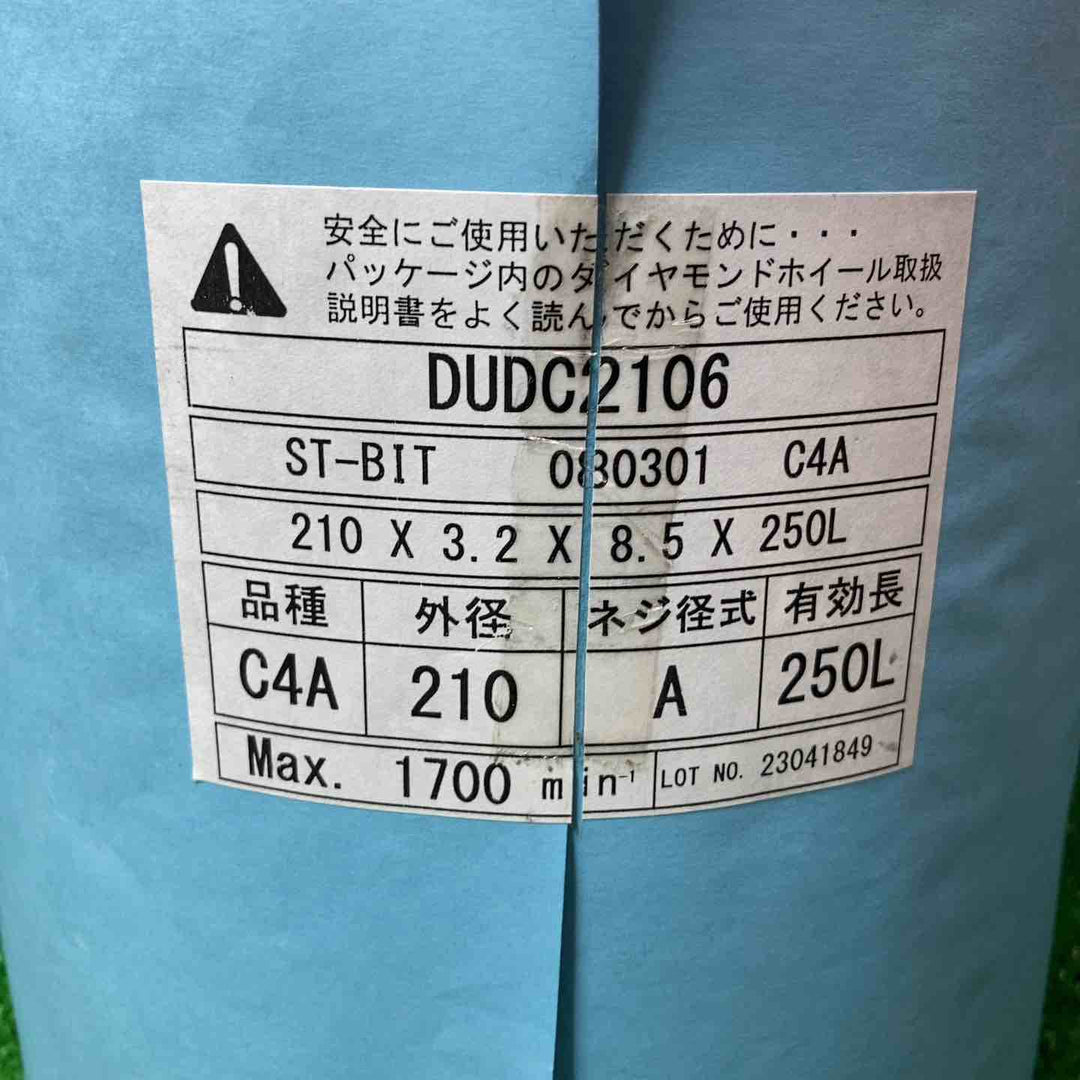 安全にご使用いただくために・・・
パッケージ内のダイヤモンドホイール取扱
説明書をよく読んでからご使用ください。
DUDC2106
ST-BIT 080301 C4A
210 X 3.2 X 8.5 X 250L
品種 外径 ネジ径式 有効長
C4A 210 A 250L
Max. 1700 min⁻¹ LOT NO. 23041849